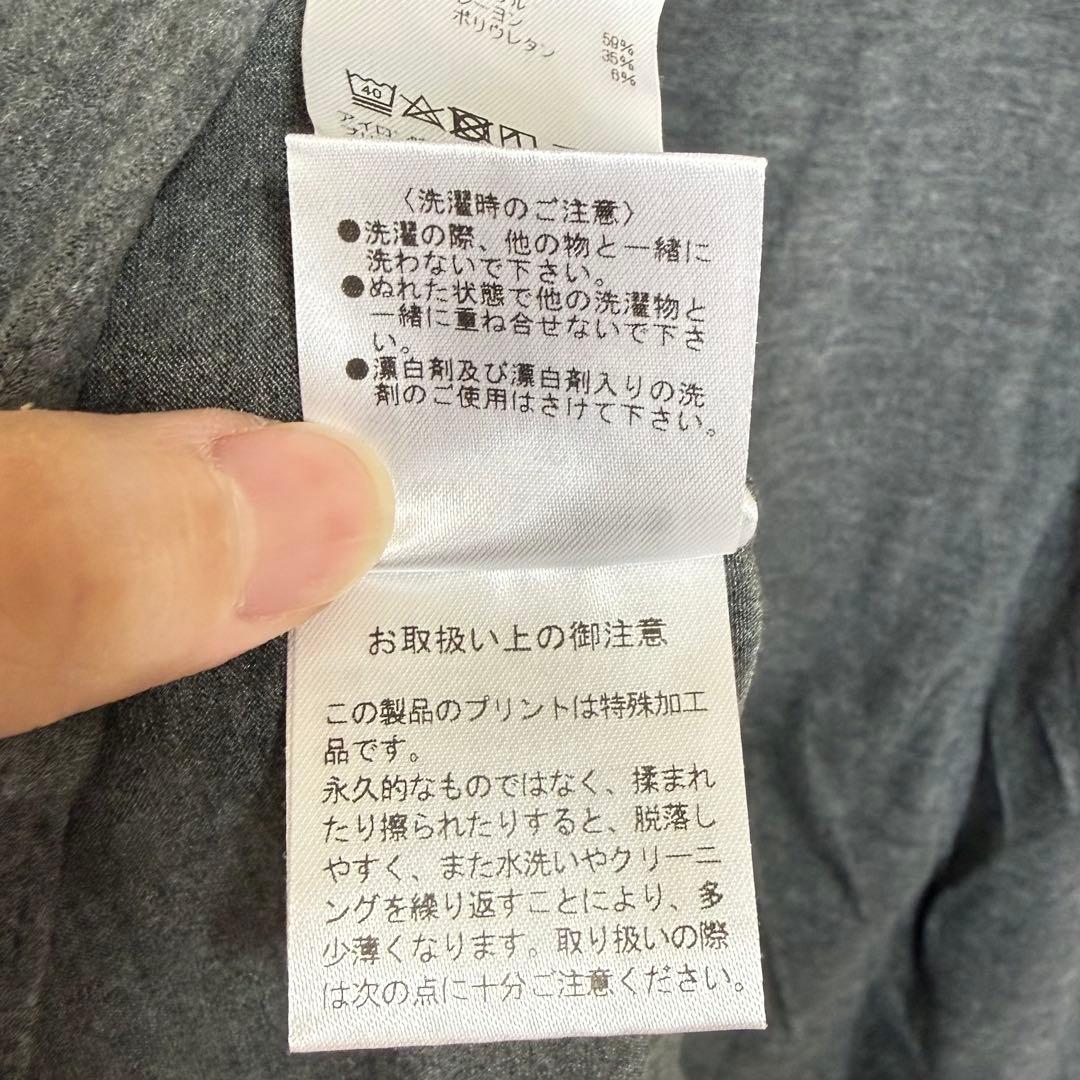 ポリウレタン
59%
35%
6%
40
〈洗濯時のご注意〉
●洗濯の際、他の物と一緒に
洗わないで下さい。
●ぬれた状態で他の洗濯物と
一緒に重ね合せないで下さ
い。
●漂白剤及び漂白剤入りの洗
剤のご使用はさけて下さい。
お取扱い上の御注意
この製品のプリントは特殊加工
品です。
永久的なものではなく、揉まれ
たり擦られたりすると、脱落し
やすく、また水洗いやクリーニ
ングを繰り返すことにより、多
少薄くなります。取り扱いの際
は次の点に十分ご注意ください。